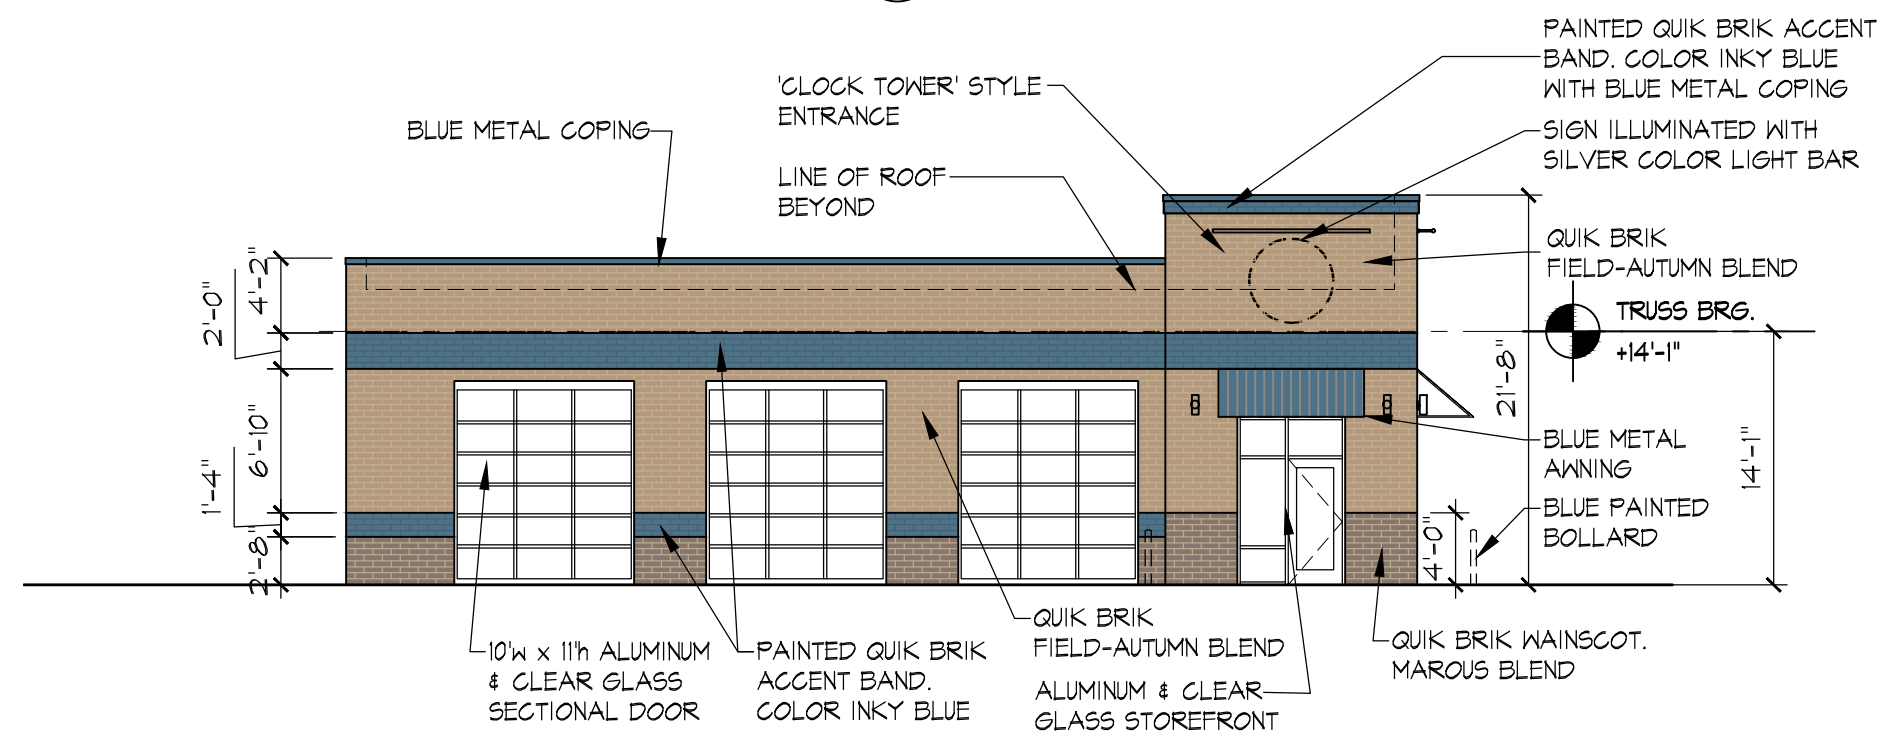 PAINTED QUIK BRIK ACCENT
BAND. COLOR INKY BLUE
WITH BLUE METAL COPING
'CLOCK TOWER' STYLE
ENTRANCE
BLUE METAL COPING
SIGN ILLUMINATED WITH
SILVER COLOR LIGHT BAR
LINE OF ROOF
BEYOND
QUIK BRIK
FIELD-AUTUMN BLEND
TRUSS BRG.
+14'-1"
4'-2"
2'-0"
6'-10"
1'-4"
2'-8"
21'-8"
14'-1"
4'-0"
BLUE METAL
AWNING
BLUE PAINTED
BOLLARD
10'w x 11'h ALUMINUM
& CLEAR GLASS
SECTIONAL DOOR
PAINTED QUIK BRIK
ACCENT BAND.
COLOR INKY BLUE
QUIK BRIK
FIELD-AUTUMN BLEND
ALUMINUM & CLEAR
GLASS STOREFRONT
QUIK BRIK WAINSCOT.
MAROUS BLEND